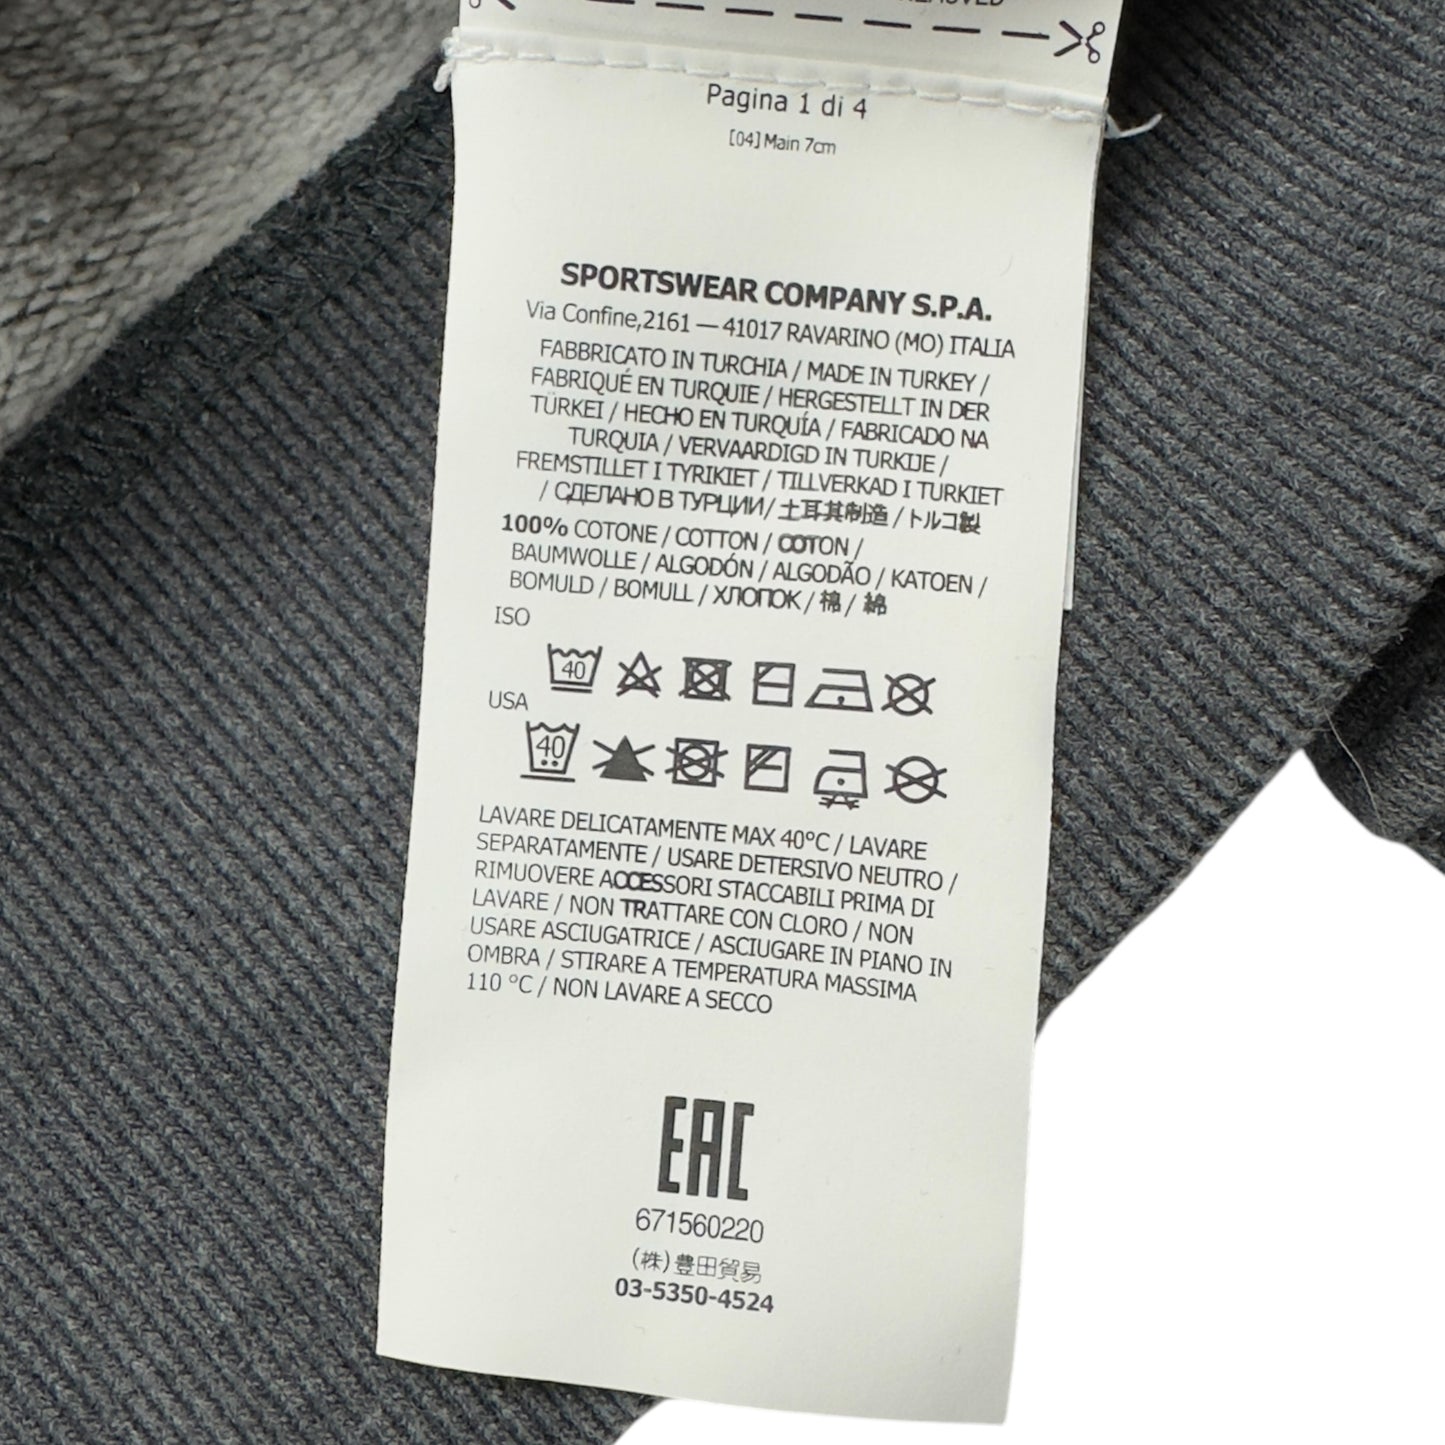 REMOVED
Pagina 1 di 4
[04] Main 7cm
SPORTSWEAR COMPANY S.P.A.
Via Confine,2161 — 41017 RAVARINO (MO) ITALIA
FABBRICATO IN TURCHIA / MADE IN TURKEY /
FABRIQUÉ EN TURQUIE / HERGESTELLT IN DER
TÜRKEI / HECHO EN TURQUÍA / FABRICADO NA
TURQUIA / VERVAARDIGD IN TURKIJE /
FREMSTILLET I TYRIKIET / TILLVERKAD I TURKIET
/ СДЕЛАНО В ТУРЦИИ / 土耳其制造 / トルコ製
100% COTONE / COTTON / COTON /
BAUMWOLLE / ALGODÓN / ALGODÃO / KATOEN /
BOMULD / BOMULL / ХЛОПОК / 棉 / 綿
ISO
40
USA
40
LAVARE DELICATAMENTE MAX 40°C / LAVARE
SEPARATAMENTE / USARE DETERSIVO NEUTRO /
RIMUOVERE ACCESSORI STACCABILI PRIMA DI
LAVARE / NON TRATTARE CON CLORO / NON
USARE ASCIUGATRICE / ASCIUGARE IN PIANO IN
OMBRA / STIRARE A TEMPERATURA MASSIMA
110 °C / NON LAVARE A SECCO
EAC
671560220
(株)豊田貿易
03-5350-4524